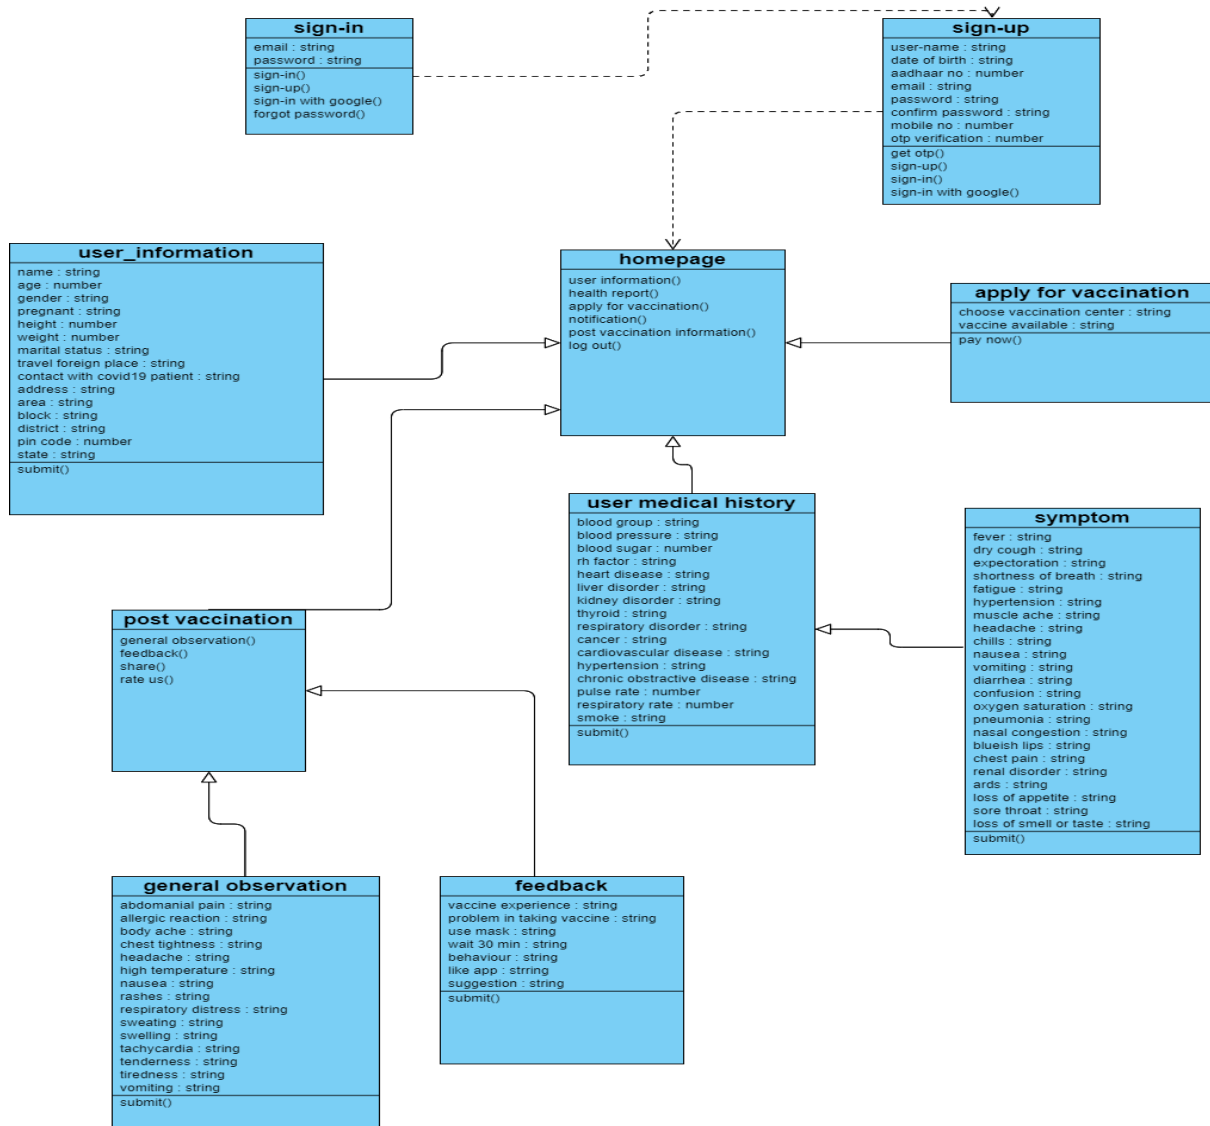 sign-in
email : string
password : string
sign-in()
sign-up()
sign-in with google()
forgot password()
sign-up
user-name : string
date of birth : string
aadhaar no : number
email : string
password : string
confirm password : string
mobile no : number
otp verification : number
get otp()
sign-up()
sign-in()
sign-in with google()
user_information
name : string
age : number
gender : string
pregnant : string
height : number
weight : number
marital status : string
travel foreign place : string
contact with covid19 patient : string
address : string
area : string
block : string
district : string
pin code : number
state : string
submit()
homepage
user information()
health report()
apply for vaccination()
notification()
post vaccination information()
log out()
apply for vaccination
choose vaccination center : string
vaccine available : string
pay now()
user medical history
blood group : string
blood pressure : string
blood sugar : number
rh factor : string
heart disease : string
liver disorder : string
kidney disorder : string
thyroid : string
respiratory disorder : string
cancer : string
cardiovascular disease : string
hypertension : string
chronic obstractive disease : string
pulse rate : number
respiratory rate : number
smoke : string
submit()
symptom
fever : string
dry cough : string
expectoration : string
shortness of breath : string
fatigue : string
hypertension : string
muscle ache : string
headache : string
chills : string
nausea : string
vomiting : string
diarrhea : string
confusion : string
oxygen saturation : string
pneumonia : string
nasal congestion : string
blueish lips : string
chest pain : string
renal disorder : string
ards : string
loss of appetite : string
sore throat : string
loss of smell or taste : string
submit()
post vaccination
general observation()
feedback()
share()
rate us()
general observation
abdomanial pain : string
allergic reaction : string
body ache : string
chest tightness : string
headache : string
high temperature : string
nausea : string
rashes : string
respiratory distress : string
sweating : string
swelling : string
tachycardia : string
tenderness : string
tiredness : string
vomiting : string
submit()
feedback
vaccine experience : string
problem in taking vaccine : string
use mask : string
wait 30 min : string
behaviour : string
like app : strring
suggestion : string
submit()